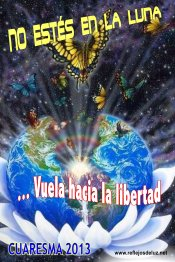 NO ESTÉS EN LA LUNA
... Vuela hacia la libertad
www.reflejosdeluz.net
CUARESMA 2013